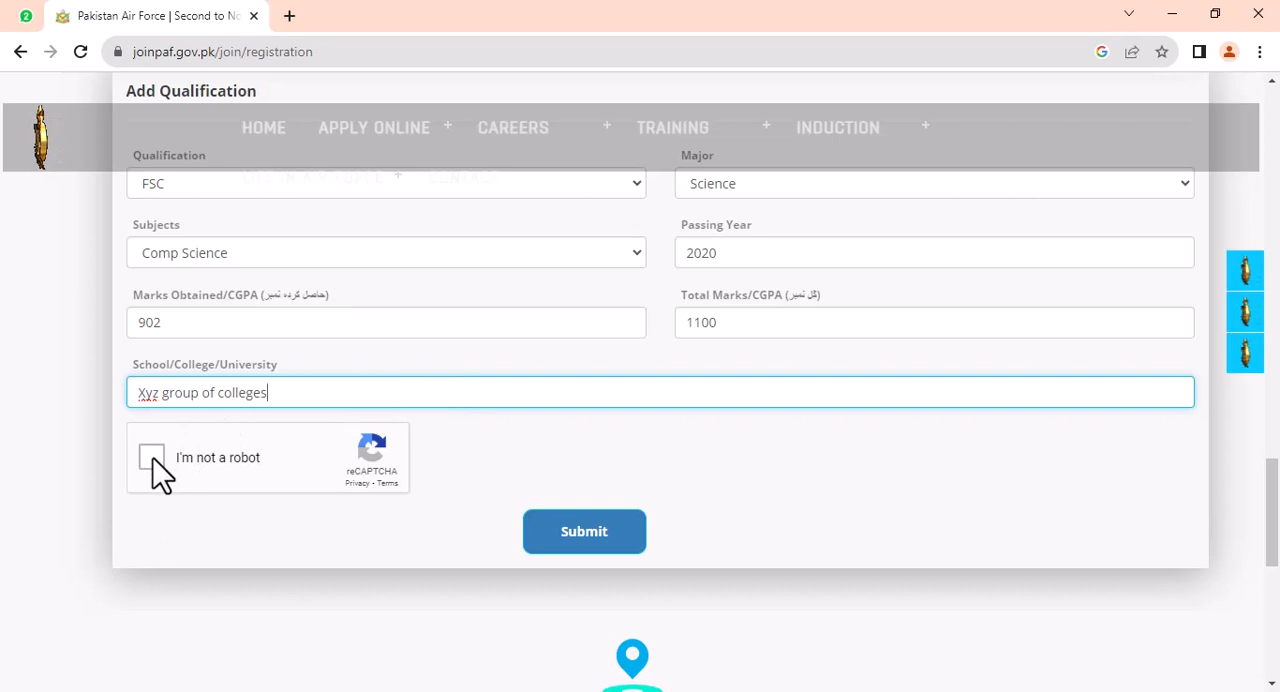 2
Pakistan Air Force | Second to No
joinpaf.gov.pk/join/registration
Add Qualification
HOME APPLY ONLINE + CAREERS + TRAINING + INDUCTION +
Qualification Major
FSC Science
Subjects Passing Year
Comp Science 2020
Marks Obtained/CGPA (حاصل کردہ نمبر) Total Marks/CGPA (کل نمبر)
902 1100
School/College/University
Xyz group of colleges
I'm not a robot
reCAPTCHA
Privacy - Terms
Submit